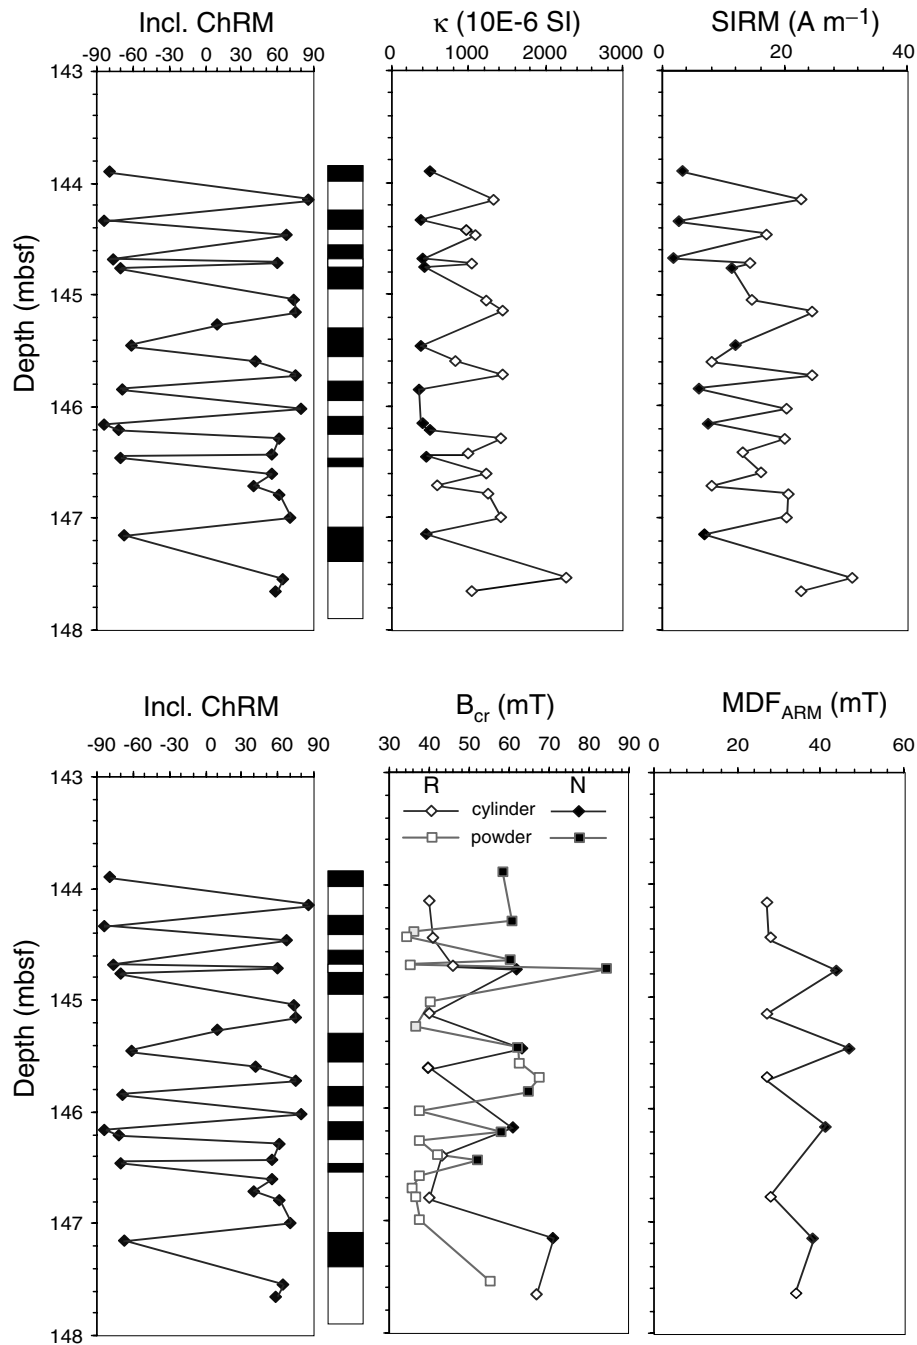 Incl. ChRM κ (10E-6 SI) SIRM (A m–1)
-90 -60 -30 0 30 60 90 0 1000 2000 3000 0 20 40
143
144
145
146
147
148
Depth (mbsf)
Incl. ChRM Bcr (mT) MDFARM (mT)
-90 -60 -30 0 30 60 90 30 40 50 60 70 80 90 0 20 40 60
143
R N
cylinder
powder
144
145
146
147
148
Depth (mbsf)